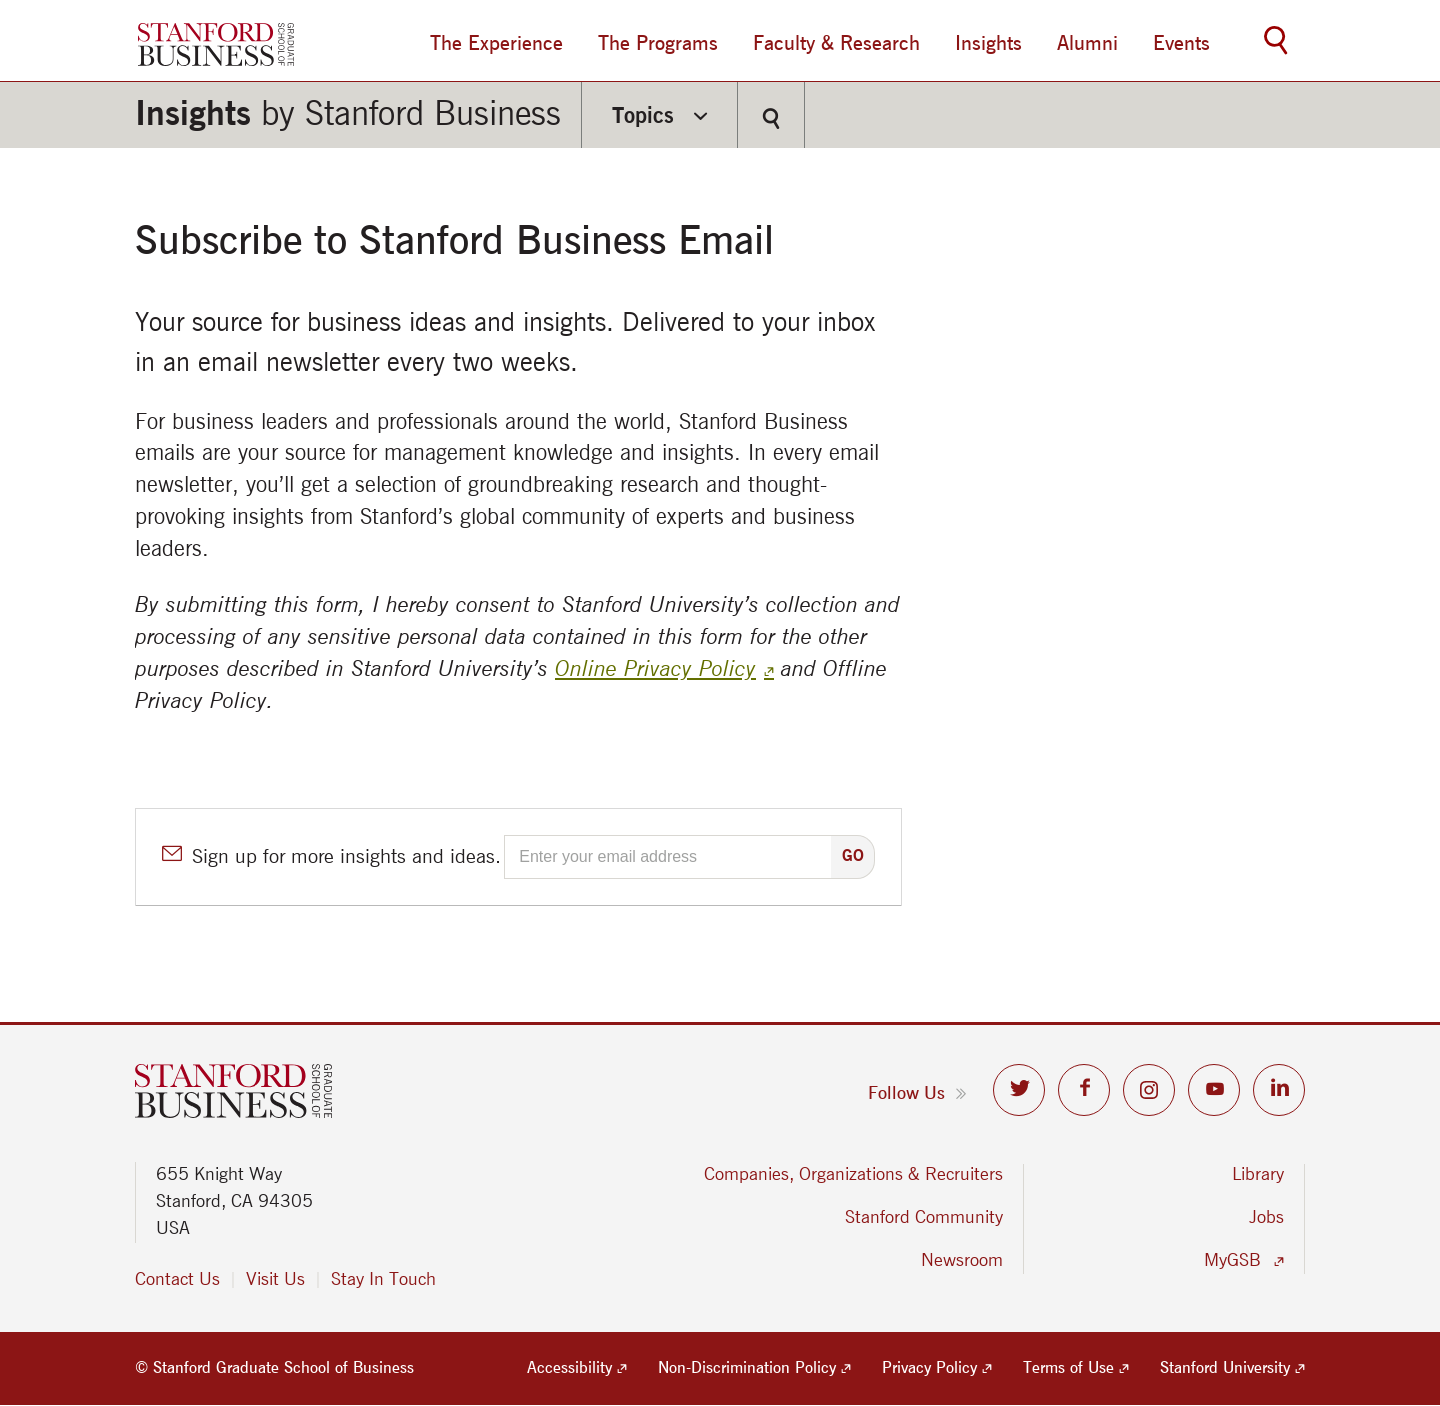 STANFORD
BUSINESS
GRADUATE
SCHOOL OF
The Experience
The Programs
Faculty & Research
Insights
Alumni
Events
Insights by Stanford Business
Topics
Subscribe to Stanford Business Email
Your source for business ideas and insights. Delivered to your inbox
in an email newsletter every two weeks.
For business leaders and professionals around the world, Stanford Business
emails are your source for management knowledge and insights. In every email
newsletter, you’ll get a selection of groundbreaking research and thought-
provoking insights from Stanford’s global community of experts and business
leaders.
By submitting this form, I hereby consent to Stanford University’s collection and
processing of any sensitive personal data contained in this form for the other
purposes described in Stanford University’s Online Privacy Policy and Offline
Privacy Policy.
Sign up for more insights and ideas.
Enter your email address
GO
STANFORD
BUSINESS
GRADUATE
SCHOOL OF
Follow Us
655 Knight Way
Stanford, CA 94305
USA
Contact Us
Visit Us
Stay In Touch
Companies, Organizations & Recruiters
Stanford Community
Newsroom
Library
Jobs
MyGSB
© Stanford Graduate School of Business
Accessibility
Non-Discrimination Policy
Privacy Policy
Terms of Use
Stanford University